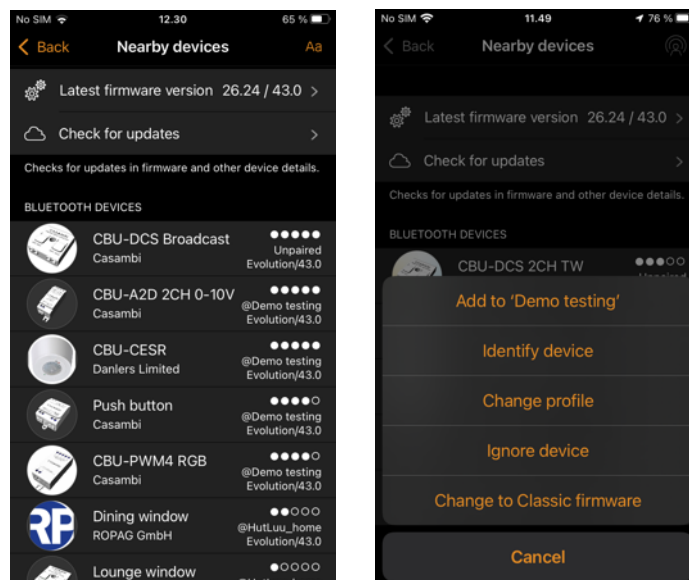 No SIM 12.30 65 %
Back Nearby devices Aa
Latest firmware version 26.24 / 43.0
Check for updates
Checks for updates in firmware and other device details.
BLUETOOTH DEVICES
CBU-DCS Broadcast
Casambi
Unpaired
Evolution/43.0
CBU-A2D 2CH 0-10V
Casambi
@Demo testing
Evolution/43.0
CBU-CESR
Danlers Limited
@Demo testing
Evolution/43.0
Push button
Casambi
@Demo testing
Evolution/43.0
CBU-PWM4 RGB
Casambi
@Demo testing
Evolution/43.0
RP
Dining window
ROPAG GmbH
@HutLuu_home
Evolution/43.0
Lounge window
No SIM 11.49 76 %
Back Nearby devices
Latest firmware version 26.24 / 43.0
Check for updates
Checks for updates in firmware and other device details.
BLUETOOTH DEVICES
CBU-DCS 2CH TW
Add to ‘Demo testing’
Identify device
Change profile
Ignore device
Change to Classic firmware
Cancel